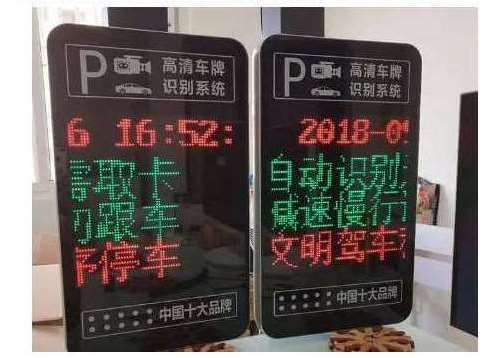 P 高清车牌
识别系统
6 16:52:
取卡
跟车
停车
中国十大品牌
P 高清车牌
识别系统
2018-0
自动识别
减速慢行
文明驾车
中国十大品牌